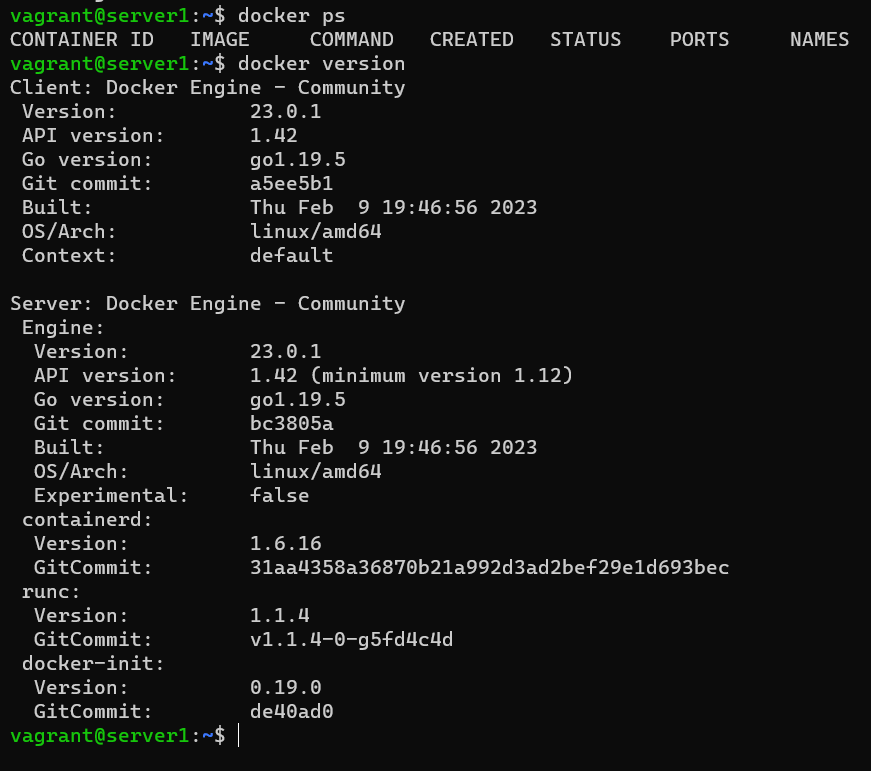 vagrant@server1:~$ docker ps
CONTAINER ID   IMAGE     COMMAND   CREATED   STATUS    PORTS     NAMES
vagrant@server1:~$ docker version
Client: Docker Engine - Community
 Version:           23.0.1
 API version:       1.42
 Go version:        go1.19.5
 Git commit:        a5ee5b1
 Built:             Thu Feb  9 19:46:56 2023
 OS/Arch:           linux/amd64
 Context:           default

Server: Docker Engine - Community
 Engine:
  Version:          23.0.1
  API version:      1.42 (minimum version 1.12)
  Go version:       go1.19.5
  Git commit:       bc3805a
  Built:            Thu Feb  9 19:46:56 2023
  OS/Arch:          linux/amd64
  Experimental:     false
 containerd:
  Version:          1.6.16
  GitCommit:        31aa4358a36870b21a992d3ad2bef29e1d693bec
 runc:
  Version:          1.1.4
  GitCommit:        v1.1.4-0-g5fd4c4d
 docker-init:
  Version:          0.19.0
  GitCommit:        de40ad0
vagrant@server1:~$